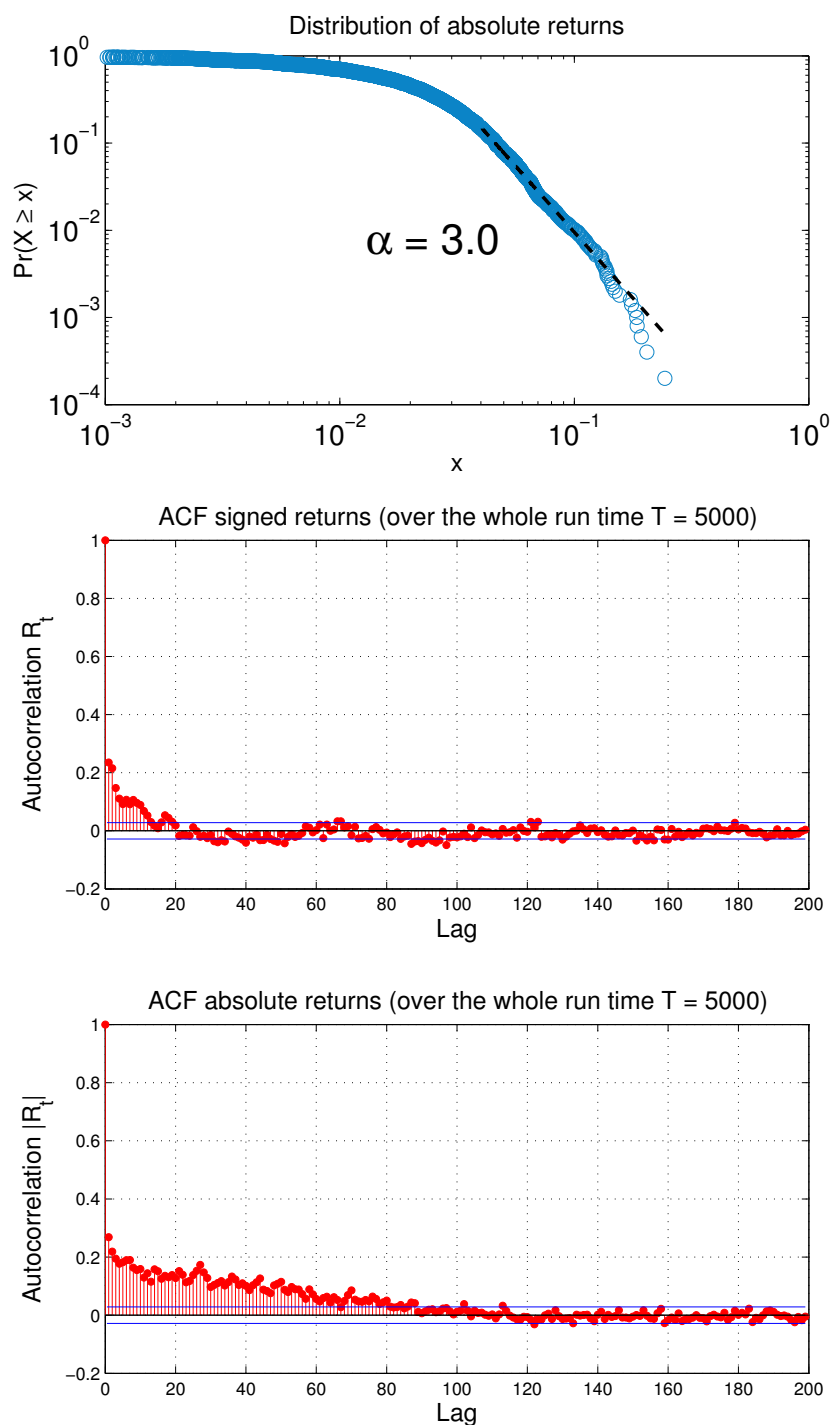 Distribution of absolute returns
10^0
10^−1
10^−2
10^−3
10^−4
Pr(X ≥ x)
α = 3.0
10^−3 10^−2 10^−1 10^0
x
ACF signed returns (over the whole run time T = 5000)
1
0.8
0.6
0.4
0.2
0
−0.2
Autocorrelation R_t
0 20 40 60 80 100 120 140 160 180 200
Lag
ACF absolute returns (over the whole run time T = 5000)
1
0.8
0.6
0.4
0.2
0
−0.2
Autocorrelation |R_t|
0 20 40 60 80 100 120 140 160 180 200
Lag